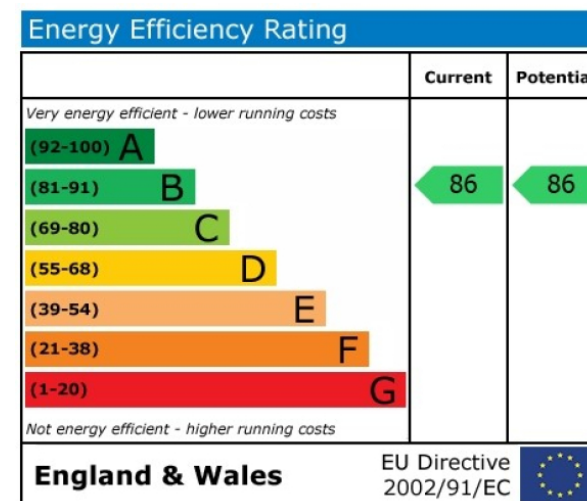 Energy Efficiency Rating
Current Potentia
Very energy efficient - lower running costs
(92-100) A
(81-91) B 86 86
(69-80) C
(55-68) D
(39-54) E
(21-38) F
(1-20) G
Not energy efficient - higher running costs
England & Wales EU Directive
2002/91/EC